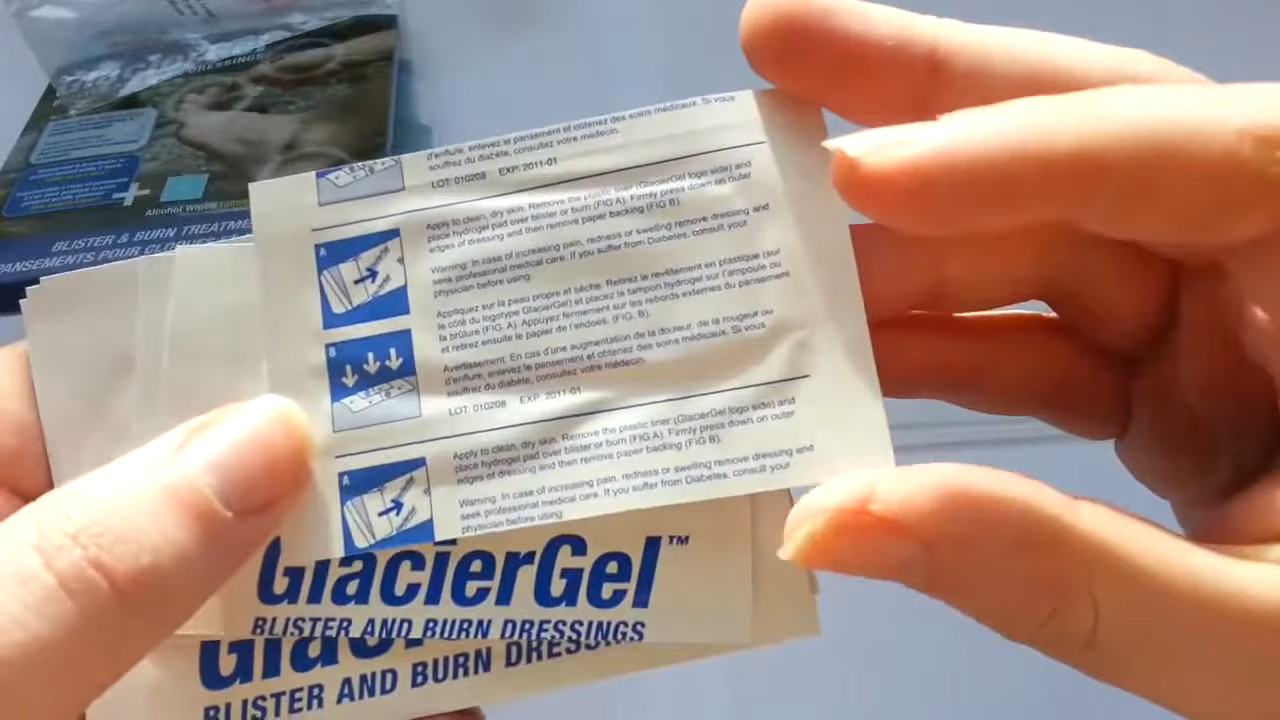 DRESSINGS
Alcohol Wipes
BLISTER & BURN TREATME
PANSEMENTS POUR CLOQUES
d'enflure, enlevez le pansement et obtenez des soins médicaux. Si vous
souffrez du diabète, consultez votre médecin.
LOT: 010208 EXP: 2011-01
Apply to clean, dry skin. Remove the plastic liner (GlacierGel logo side) and
place hydrogel pad over blister or burn (FIG A). Firmly press down on outer
edges of dressing and then remove paper backing (FIG B).
Warning: In case of increasing pain, redness or swelling remove dressing and
seek professional medical care. If you suffer from Diabetes, consult your
physician before using.
Appliquez sur la peau propre et sèche. Retirez le revêtement en plastique (sur
le côté du logotype GlacierGel) et placez le tampon hydrogel sur l'ampoule ou
la brûlure (FIG. A). Appuyez fermement sur les rebords externes du pansement
et retirez ensuite le papier de l'endoes. (FIG. B).
Avertissement: En cas d'une augmentation de la douleur, de la rougeur ou
d'enflure, enlevez le pansement et obtenez des soins médicaux. Si vous
souffrez du diabète, consultez votre médecin.
LOT: 010208 EXP: 2011-01
A
B
Apply to clean, dry skin. Remove the plastic liner (GlacierGel logo side) and
place hydrogel pad over blister or burn (FIG A). Firmly press down on outer
edges of dressing and then remove paper backing (FIG B).
Warning: In case of increasing pain, redness or swelling remove dressing and
seek professional medical care. If you suffer from Diabetes, consult your
physician before using.
A
GlacierGel™
BLISTER AND BURN DRESSINGS
BLISTER AND BURN DRESSINGS